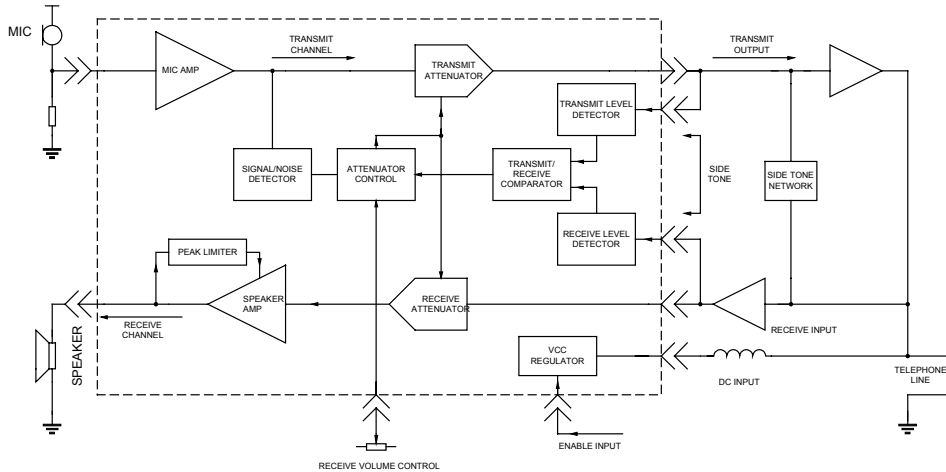 MIC
TRANSMIT
CHANNEL
TRANSMIT
OUTPUT
MIC AMP
TRANSMIT
ATTENUATOR
TRANSMIT LEVEL
DETECTOR
SIGNAL/NOISE
DETECTOR
ATTENUATOR
CONTROL
TRANSMIT/
RECEIVE
COMPARATOR
SIDE
TONE
SIDE TONE
NETWORK
RECEIVE LEVEL
DETECTOR
PEAK LIMITER
SPEAKER
AMP
RECEIVE
ATTENUATOR
RECEIVE
CHANNEL
RECEIVE INPUT
SPEAKER
VCC
REGULATOR
DC INPUT
TELEPHONE
LINE
ENABLE INPUT
RECEIVE VOLUME CONTROL